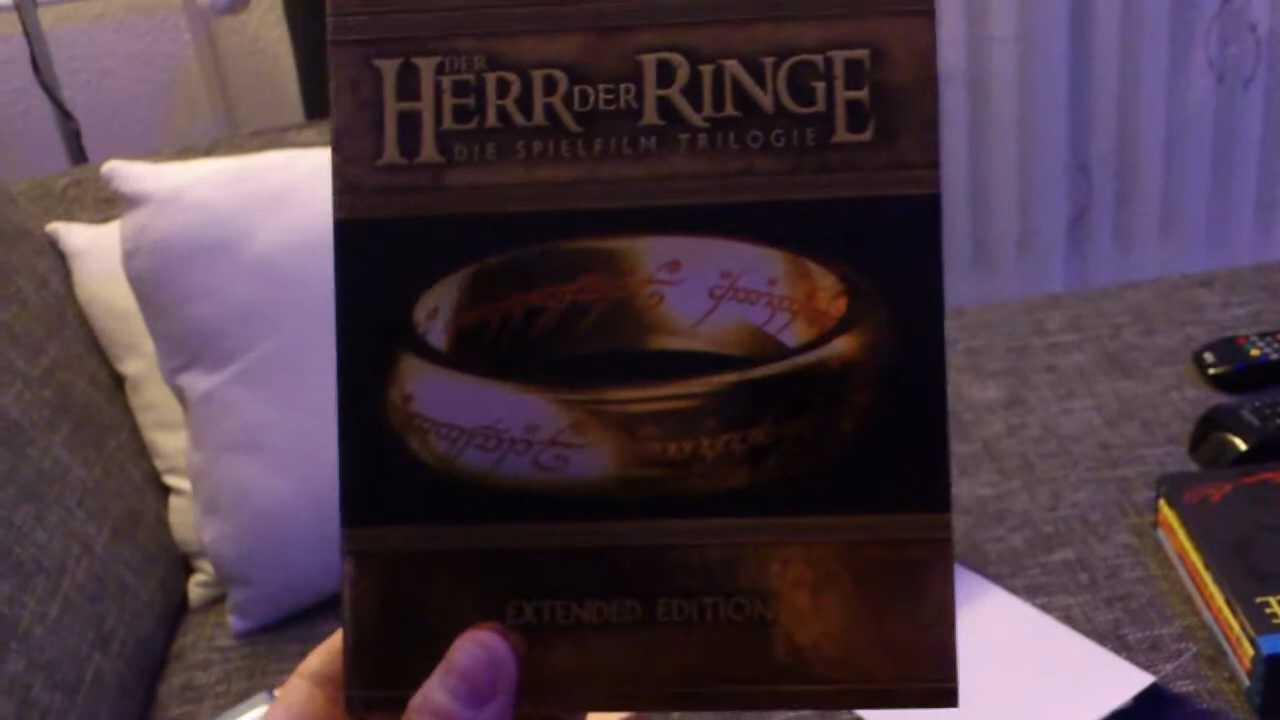 DER
HERR DER RINGE
DIE SPIELFILM TRILOGIE
EXTENDED EDITION